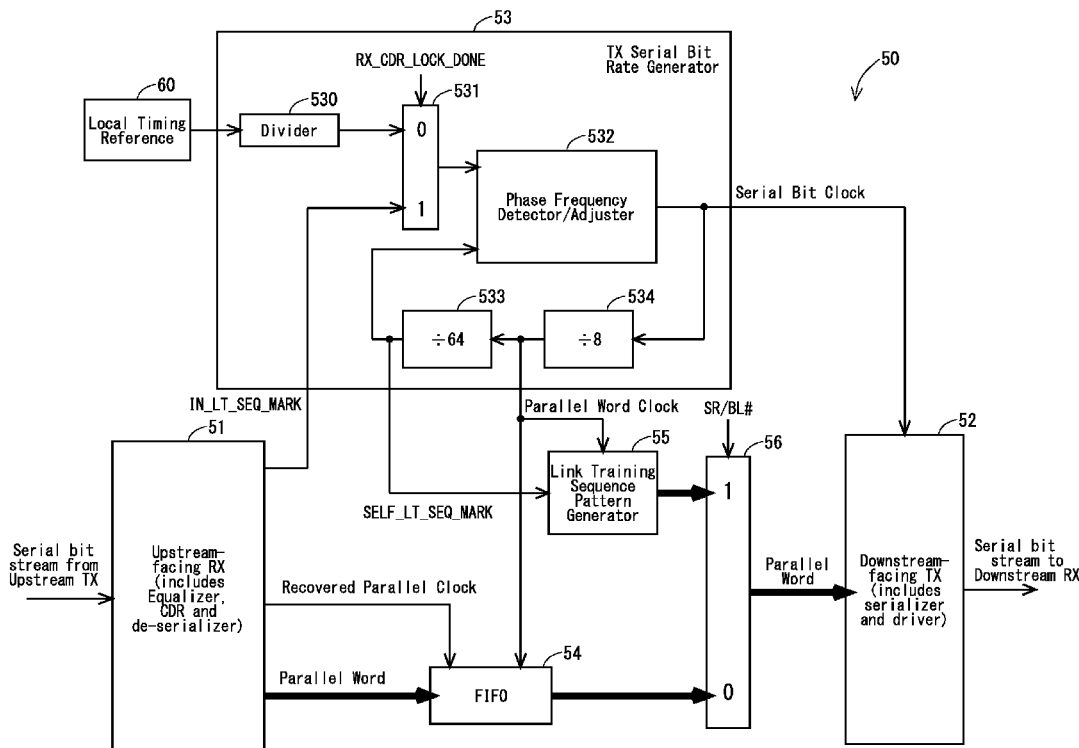 53
TX Serial Bit
Rate Generator
RX_CDR_LOCK_DONE
50
60
530
531
532
Local Timing
Reference
Divider
0
1
Phase Frequency
Detector/Adjuster
Serial Bit Clock
533
534
÷64
÷8
IN_LT_SEQ_MARK
Parallel Word Clock
SR/BL#
51
55
56
52
Link Training
Sequence
Pattern
Generator
1
SELF_LT_SEQ_MARK
Serial bit
stream from
Upstream TX
Upstream-
facing RX
(includes
Equalizer,
CDR and
de-serializer)
Recovered Parallel Clock
Parallel
Word
Downstream-
facing TX
(includes
serializer
and driver)
Serial bit
stream to
Downstream RX
Parallel Word
54
FIFO
0